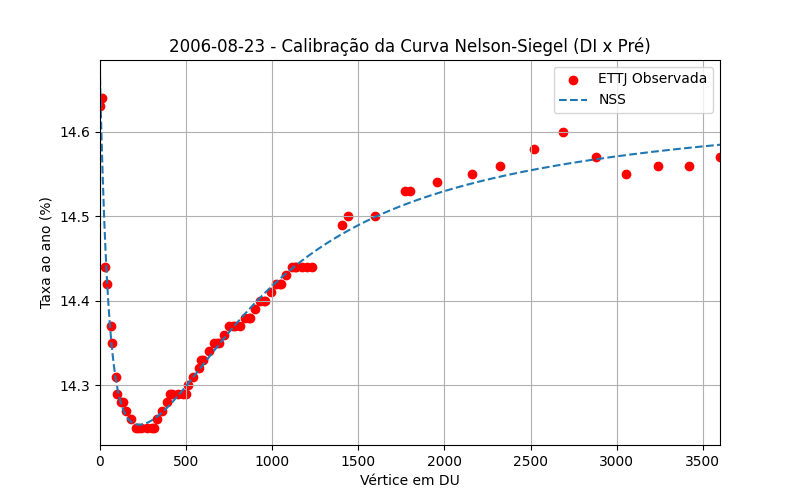 2006-08-23 - Calibração da Curva Nelson-Siegel (DI x Pré)
ETTJ Observada
NSS
14.6
14.5
14.4
14.3
Taxa ao ano (%)
0 500 1000 1500 2000 2500 3000 3500
Vértice em DU